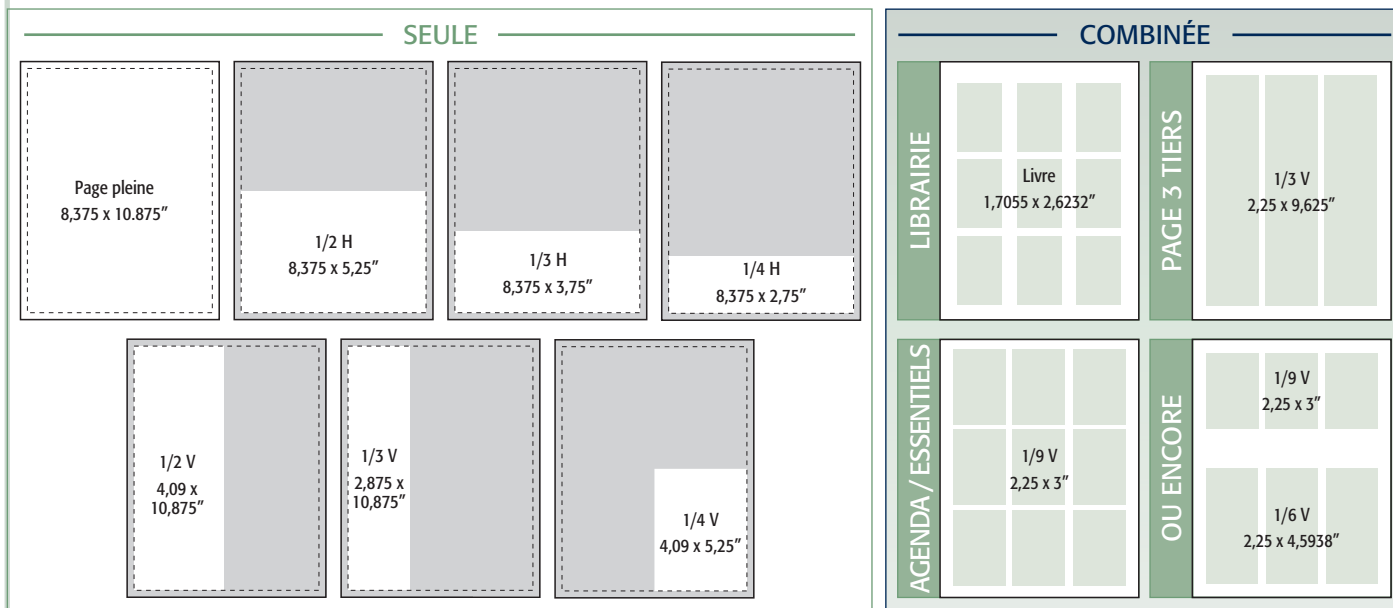 SEULE
Page pleine
8,375 x 10.875”
1/2 H
8,375 x 5,25”
1/3 H
8,375 x 3,75”
1/4 H
8,375 x 2,75”
1/2 V
4,09 x
10,875”
1/3 V
2,875 x
10,875”
1/4 V
4,09 x 5,25”
COMBINÉE
LIBRAIRIE
Livre
1,7055 x 2,6232”
PAGE 3 TIERS
1/3 V
2,25 x 9,625”
AGENDA / ESSENTIELS
1/9 V
2,25 x 3”
OU ENCORE
1/9 V
2,25 x 3”
1/6 V
2,25 x 4,5938”